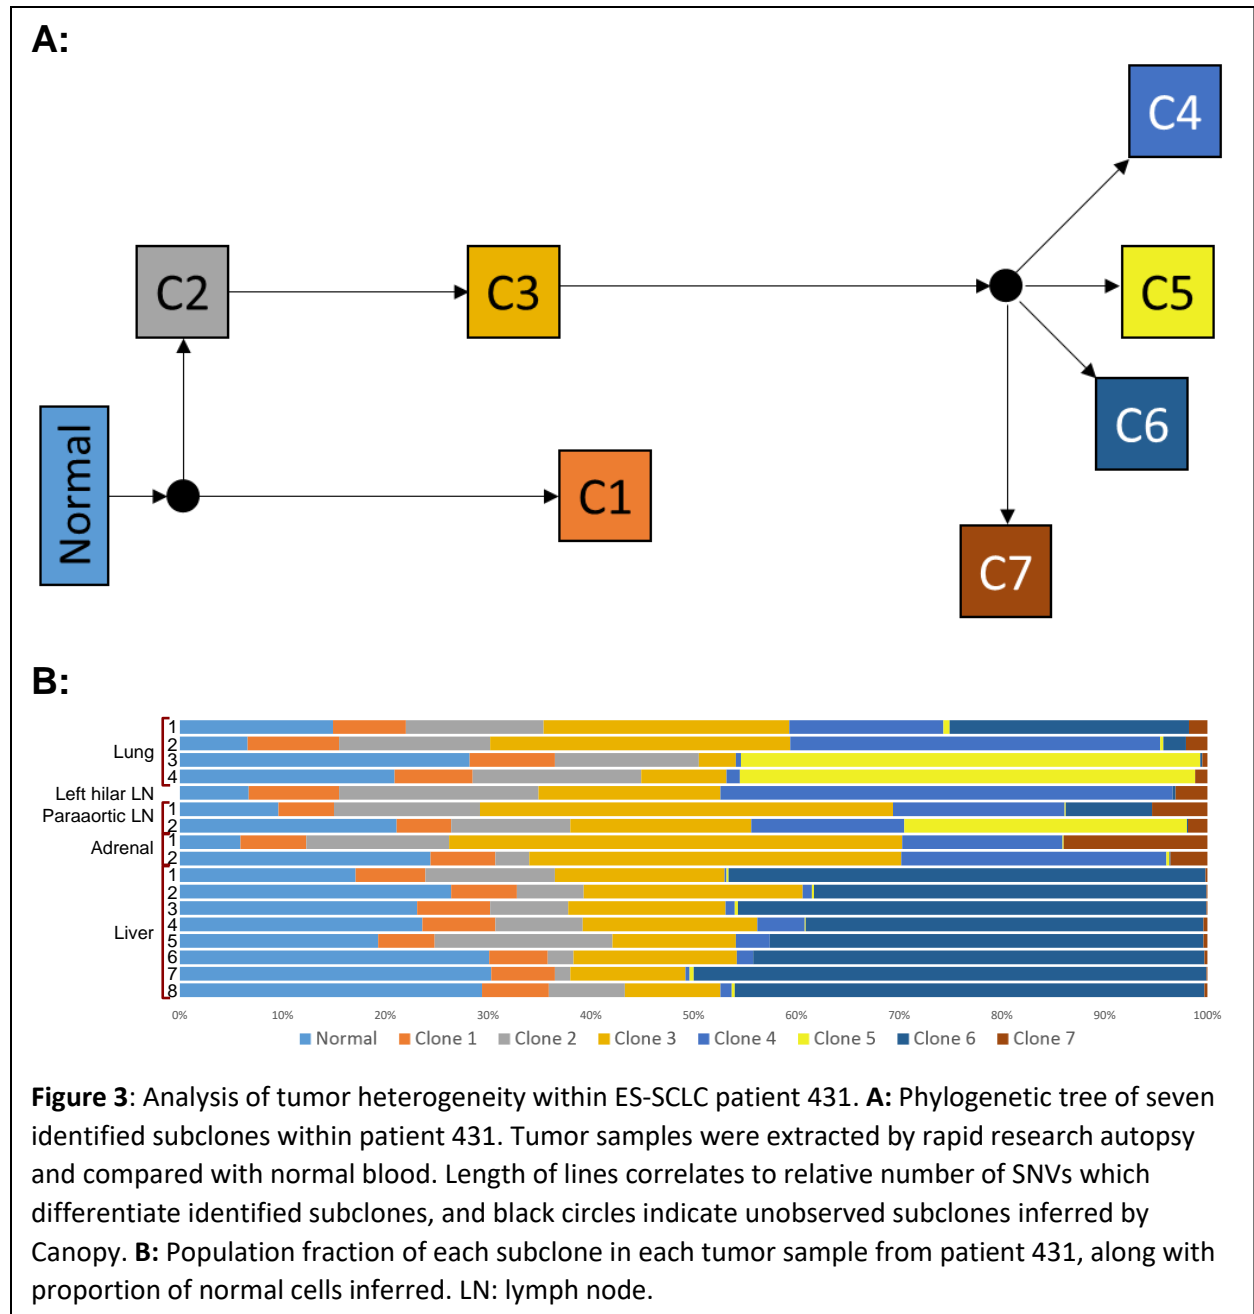 A:
C4
C2
C3
C5
C6
Normal
C1
C7
B:
Lung
1
2
3
4
Left hilar LN
Paraaortic LN
1
2
Adrenal
1
2
Liver
1
2
3
4
5
6
7
8
0% 10% 20% 30% 40% 50% 60% 70% 80% 90% 100%
Normal Clone 1 Clone 2 Clone 3 Clone 4 Clone 5 Clone 6 Clone 7
Figure 3: Analysis of tumor heterogeneity within ES-SCLC patient 431. A: Phylogenetic tree of seven
identified subclones within patient 431. Tumor samples were extracted by rapid research autopsy
and compared with normal blood. Length of lines correlates to relative number of SNVs which
differentiate identified subclones, and black circles indicate unobserved subclones inferred by
Canopy. B: Population fraction of each subclone in each tumor sample from patient 431, along with
proportion of normal cells inferred. LN: lymph node.